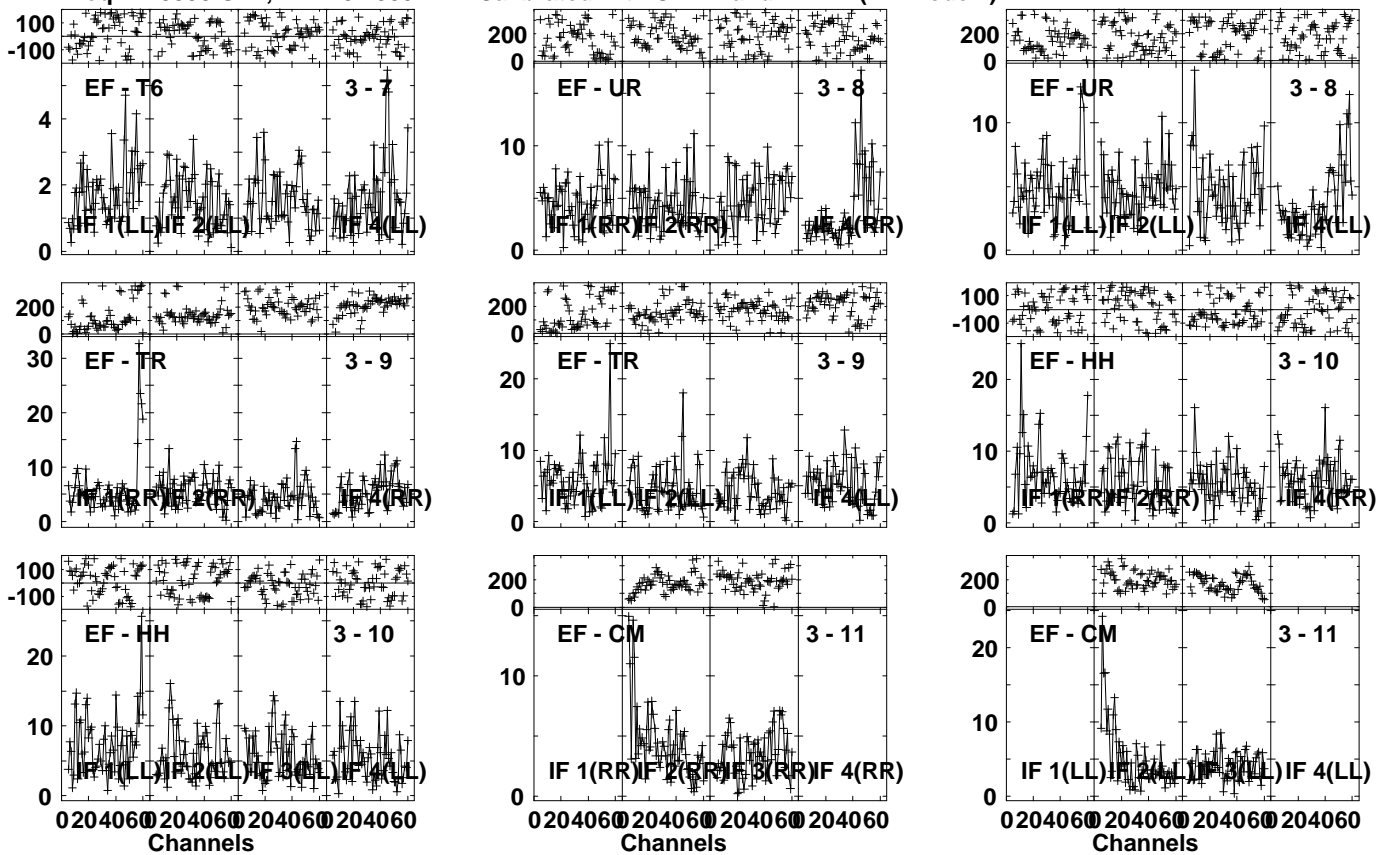 100
-100
EF - T6
3 - 7
4
2
0
IF 1(LL)
IF 2(LL)
IF 4(LL)
200
0
EF - UR
3 - 8
10
0
IF 1(RR)
IF 2(RR)
IF 4(RR)
200
0
EF - UR
3 - 8
10
0
IF 1(LL)
IF 2(LL)
IF 4(LL)
200
0
EF - TR
3 - 9
30
20
10
0
IF 1(RR)
IF 2(RR)
IF 4(RR)
200
0
EF - TR
3 - 9
20
10
0
IF 1(LL)
IF 2(LL)
IF 4(LL)
100
-100
EF - HH
3 - 10
20
10
0
IF 1(RR)
IF 2(RR)
IF 4(RR)
100
-100
EF - HH
3 - 10
20
10
0
IF 1(LL)
IF 2(LL)
IF 3(LL)
IF 4(LL)
200
0
EF - CM
3 - 11
10
0
IF 1(RR)
IF 2(RR)
IF 3(RR)
IF 4(RR)
200
0
EF - CM
3 - 11
20
10
0
IF 1(LL)
IF 2(LL)
IF 3(LL)
IF 4(LL)
0 20 40 60 0 20 40 60 0 20 40 60 0 20 40 60
Channels
0 20 40 60 0 20 40 60 0 20 40 60 0 20 40 60
Channels
0 20 40 60 0 20 40 60 0 20 40 60 0 20 40 60
Channels